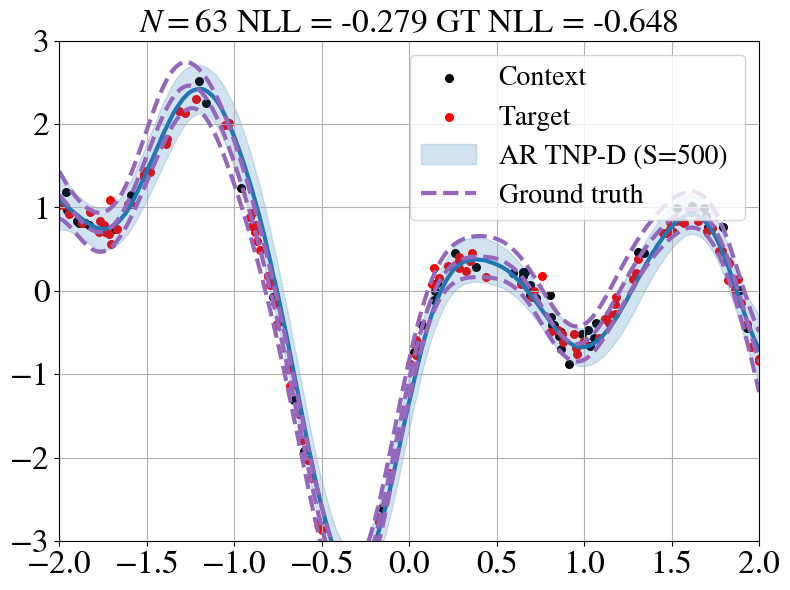 N = 63 NLL = -0.279 GT NLL = -0.648
Context
Target
AR TNP-D (S=500)
Ground truth
3
2
1
0
−1
−2
−3
−2.0 −1.5 −1.0 −0.5 0.0 0.5 1.0 1.5 2.0